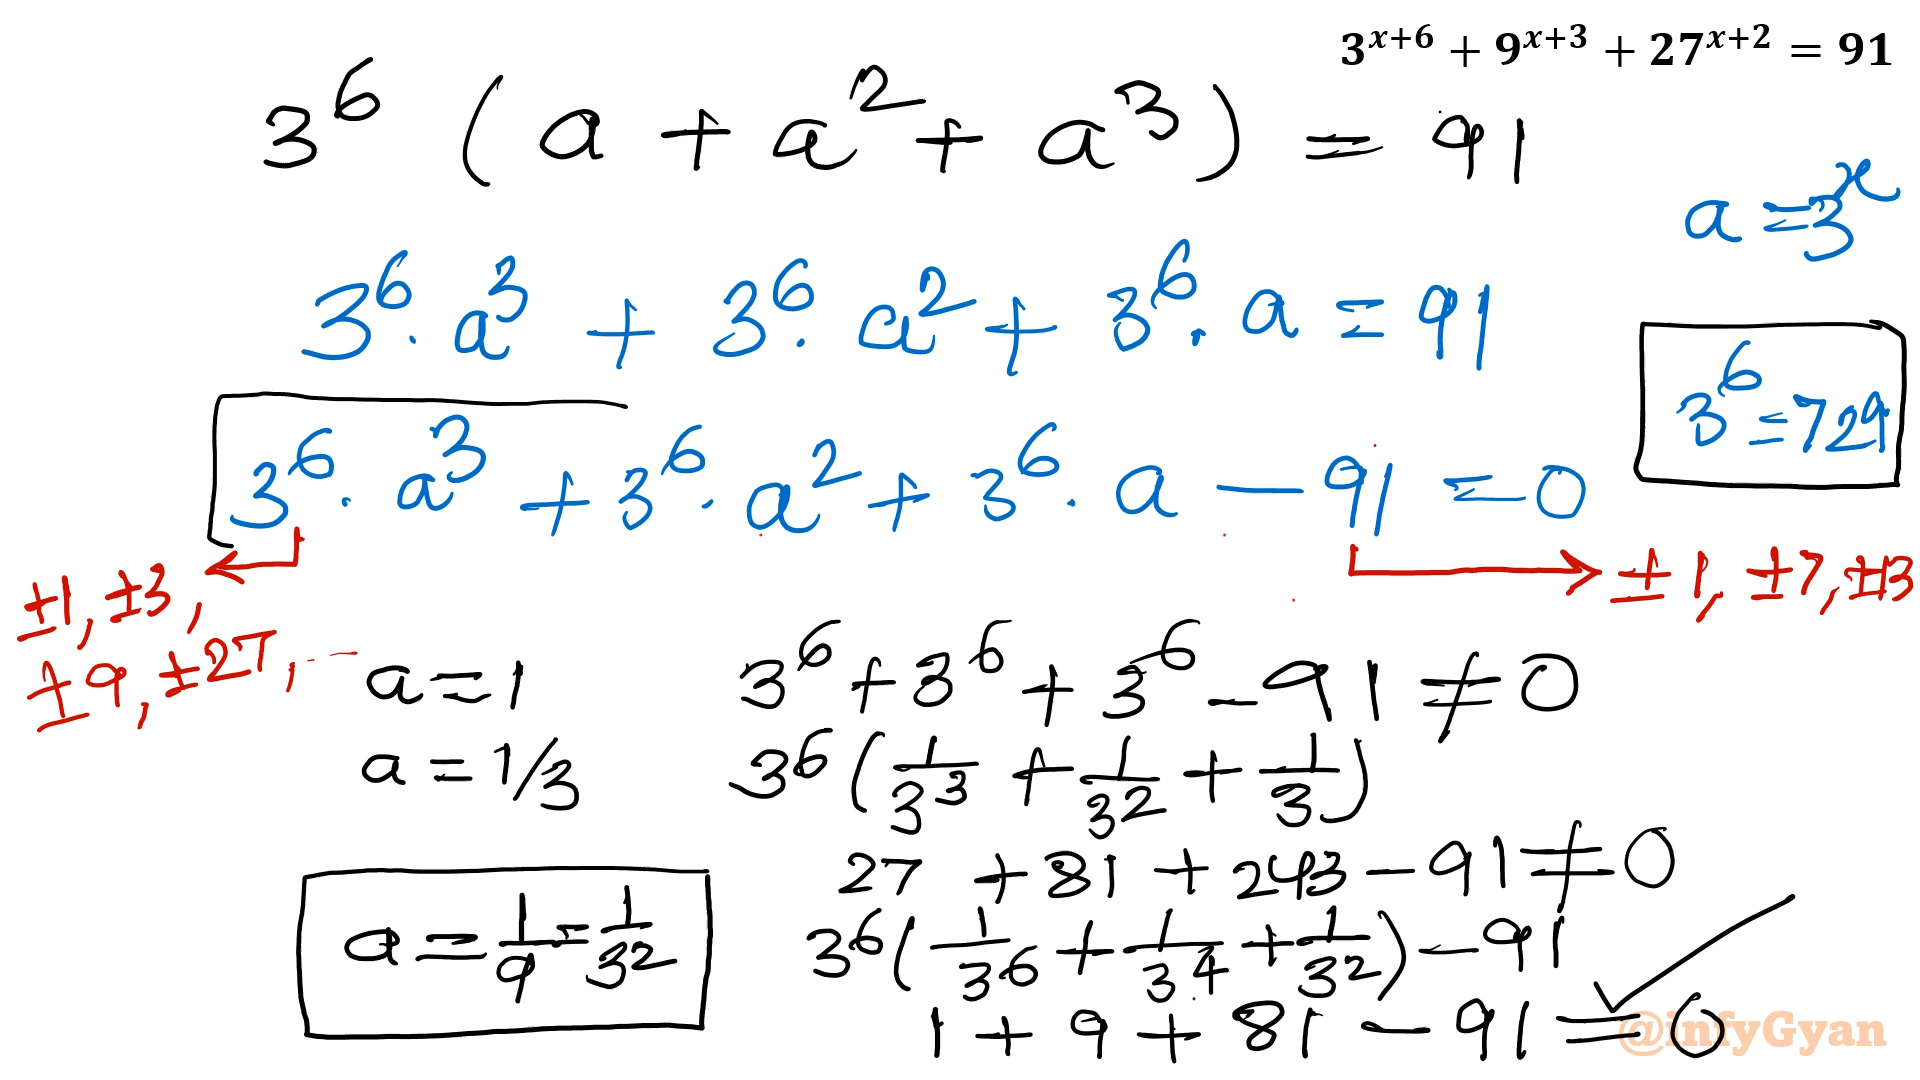 3^{x+6} + 9^{x+3} + 27^{x+2} = 91
3^6 (a + a^2 + a^3) = 91
a = 3^x
3^6 · a^3 + 3^6 · a^2 + 3^6 · a = 91
3^6 = 729
3^6 · a^3 + 3^6 · a^2 + 3^6 · a − 91 = 0
±1, ±3,
±9, ±27, ---
±1, ±7, ±13
a = 1 3^6 + 3^6 + 3^6 − 91 ≠ 0
a = 1/3 3^6 (1/3^3 + 1/3^2 + 1/3)
27 + 81 + 243 − 91 ≠ 0
a = 1/9 = 1/3^2 3^6 (1/3^6 + 1/3^4 + 1/3^2) − 91
1 + 9 + 81 − 91 = 0
@infyGyan